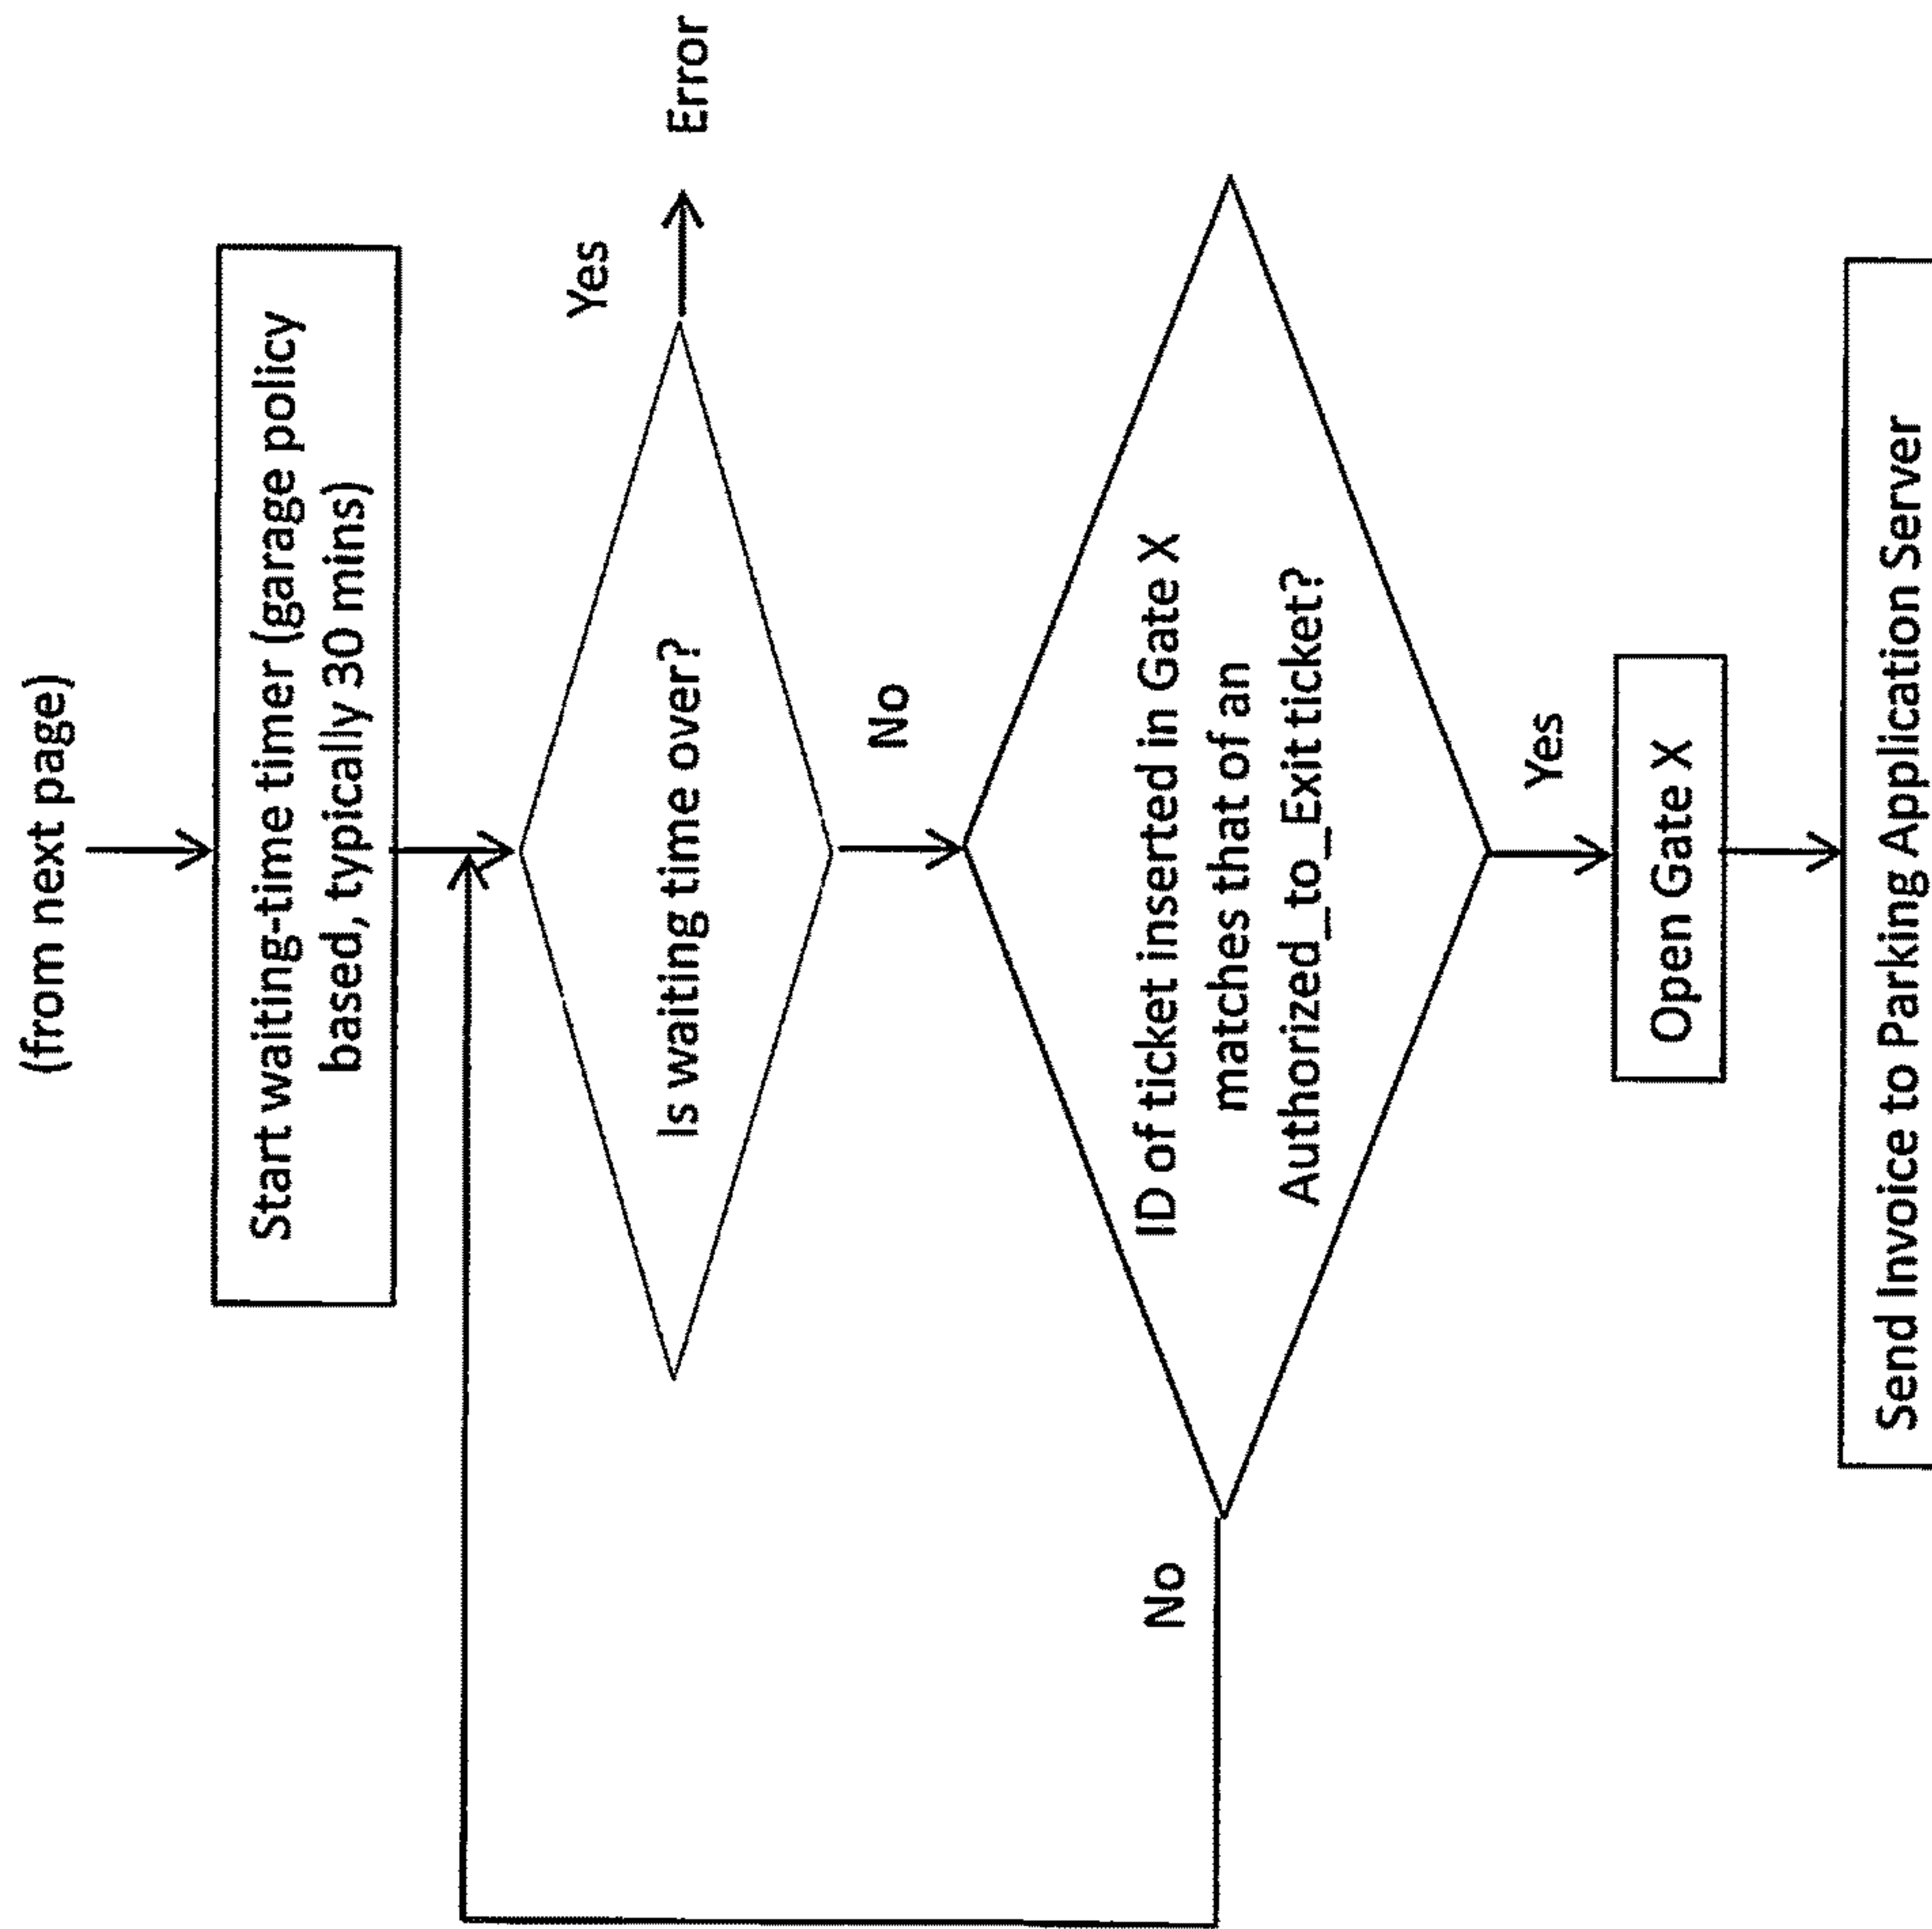 (from next page)
Start waiting-time timer (garage policy
based, typically 30 mins)
Is waiting time over?
Yes
Error
No
ID of ticket inserted in Gate X
matches that of an
Authorized_to_Exit ticket?
No
Yes
Open Gate X
Send Invoice to Parking Application Server